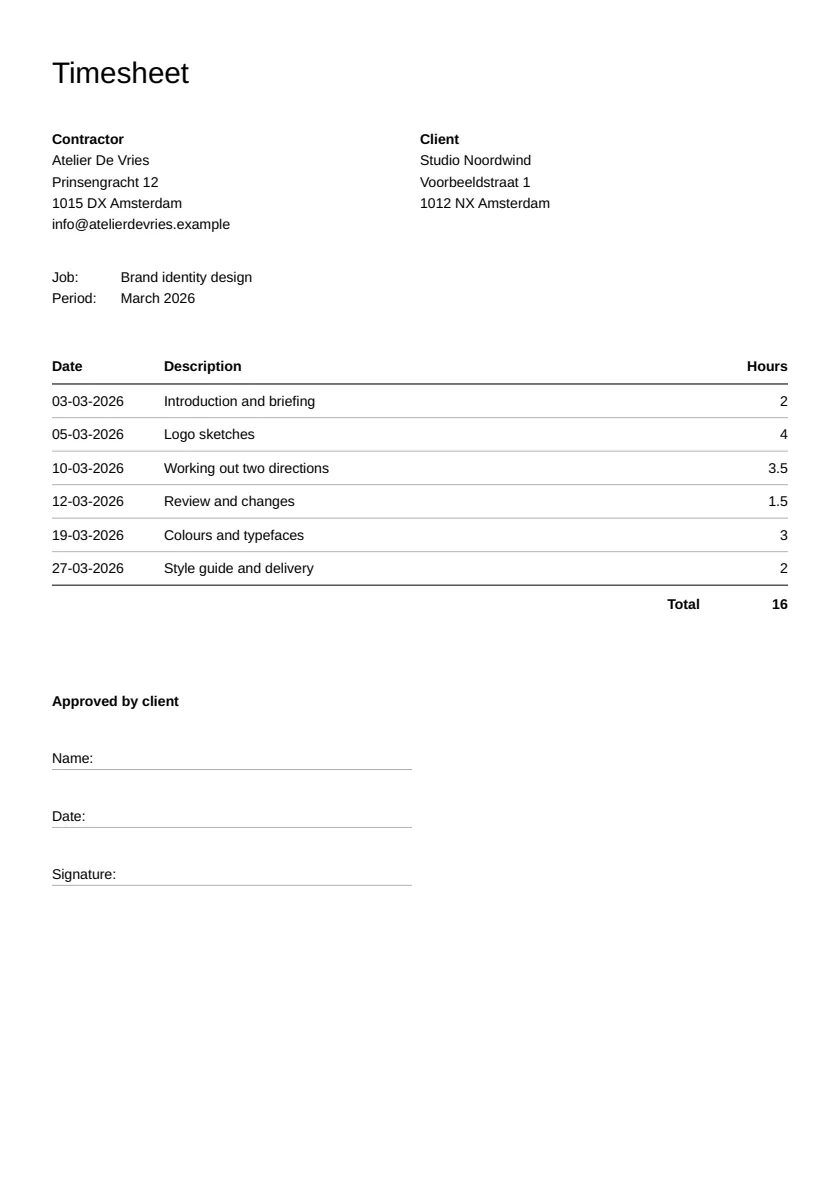 Timesheet
Contractor
Atelier De Vries
Prinsengracht 12
1015 DX Amsterdam
info@atelierdevries.example
Client
Studio Noordwind
Voorbeeldstraat 1
1012 NX Amsterdam
Job: Brand identity design
Period: March 2026
Date Description Hours
03-03-2026 Introduction and briefing 2
05-03-2026 Logo sketches 4
10-03-2026 Working out two directions 3.5
12-03-2026 Review and changes 1.5
19-03-2026 Colours and typefaces 3
27-03-2026 Style guide and delivery 2
Total 16
Approved by client
Name:
Date:
Signature: